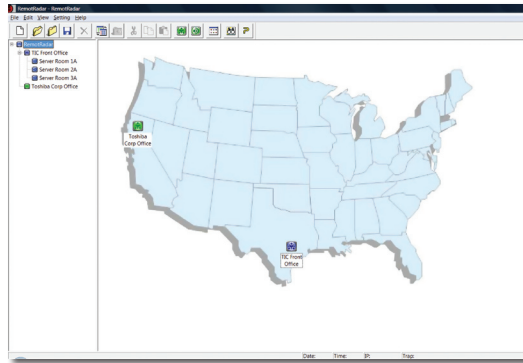 RemotRadar - RemotRadar
File Edit View Setting Help
RemotRadar
TIC Front Office
Server Room 1A
Server Room 2A
Server Room 3A
Toshiba Corp Office
Toshiba
Corp Office
TIC Front
Office
Date: Time: IP: Trap: